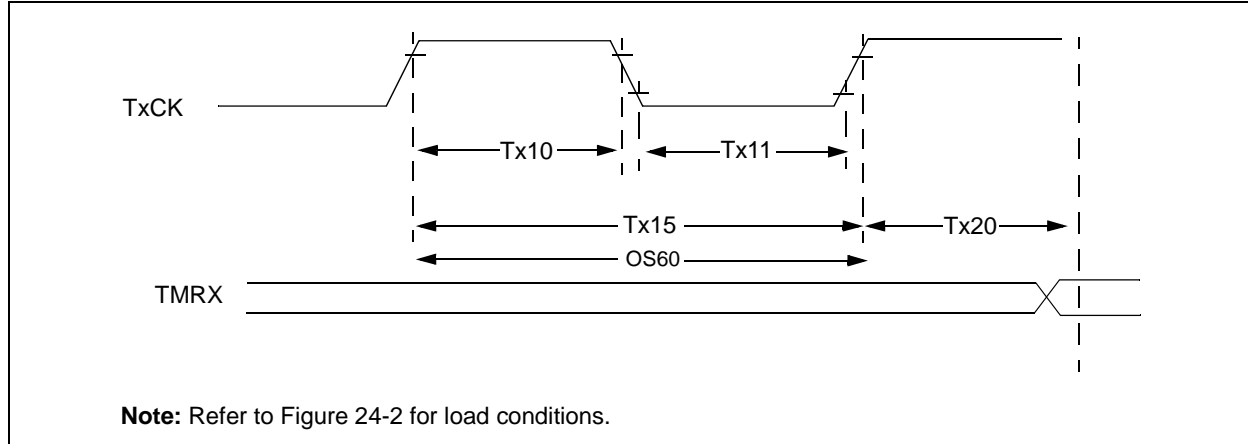 TxCK
Tx10
Tx11
Tx15
Tx20
OS60
TMRX
Note: Refer to Figure 24-2 for load conditions.